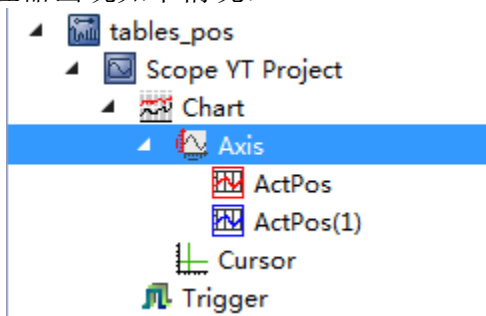 tables_pos
Scope YT Project
Chart
Axis
ActPos
ActPos(1)
Cursor
Trigger